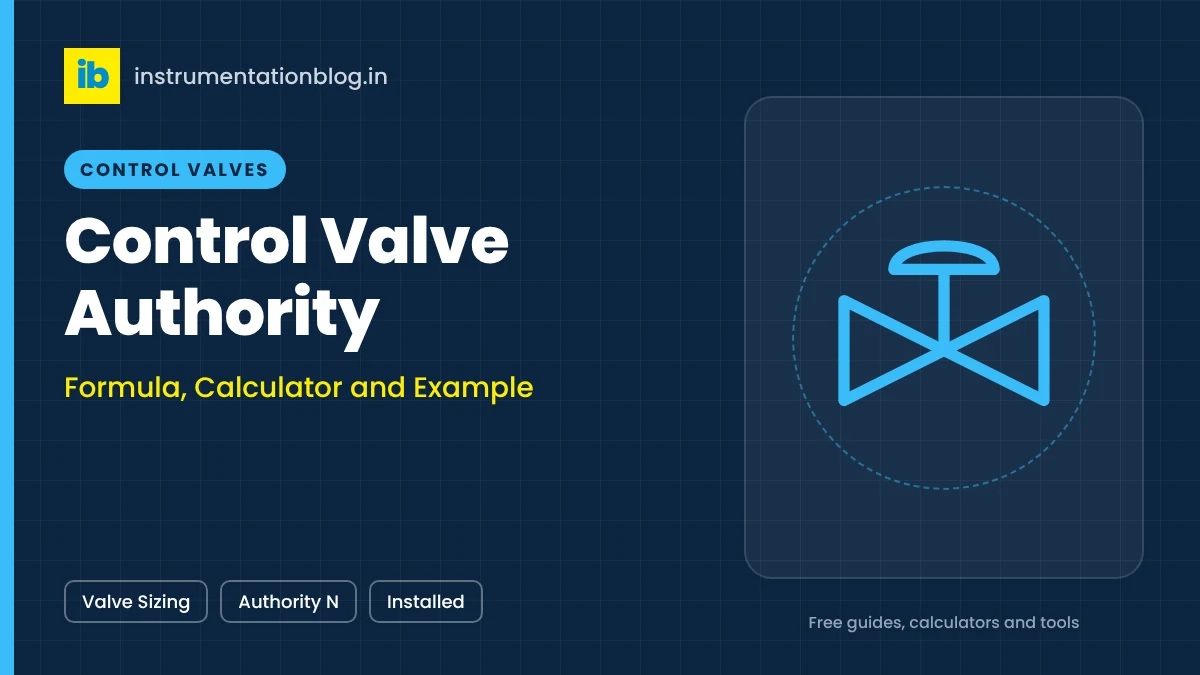 ib
instrumentationblog.in
CONTROL VALVES
Control Valve
Authority
Formula, Calculator and Example
Valve Sizing
Authority N
Installed
Free guides, calculators and tools